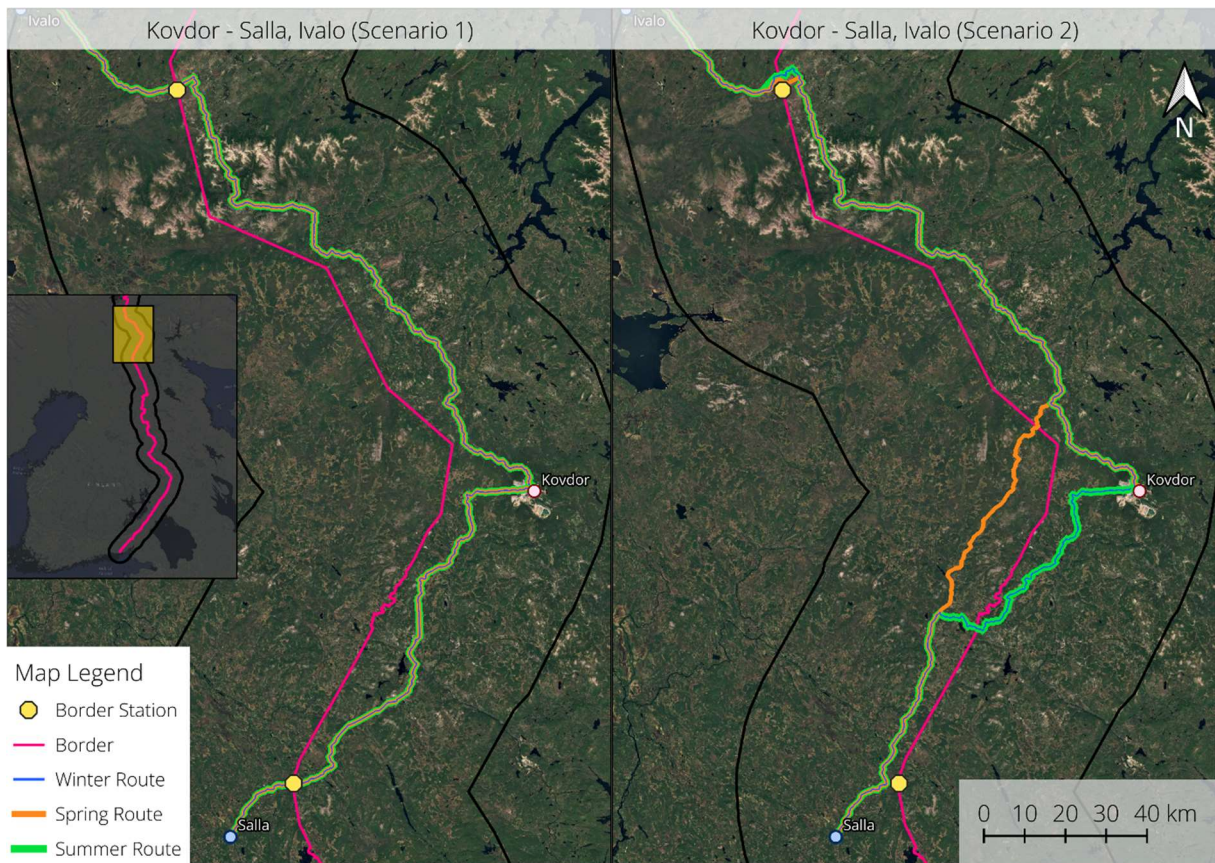 Kovdor - Salla, Ivalo (Scenario 1)
Kovdor - Salla, Ivalo (Scenario 2)
Ivalo
Ivalo
N
Kovdor
Kovdor
Salla
Salla
Map Legend
Border Station
Border
Winter Route
Spring Route
Summer Route
0 10 20 30 40 km